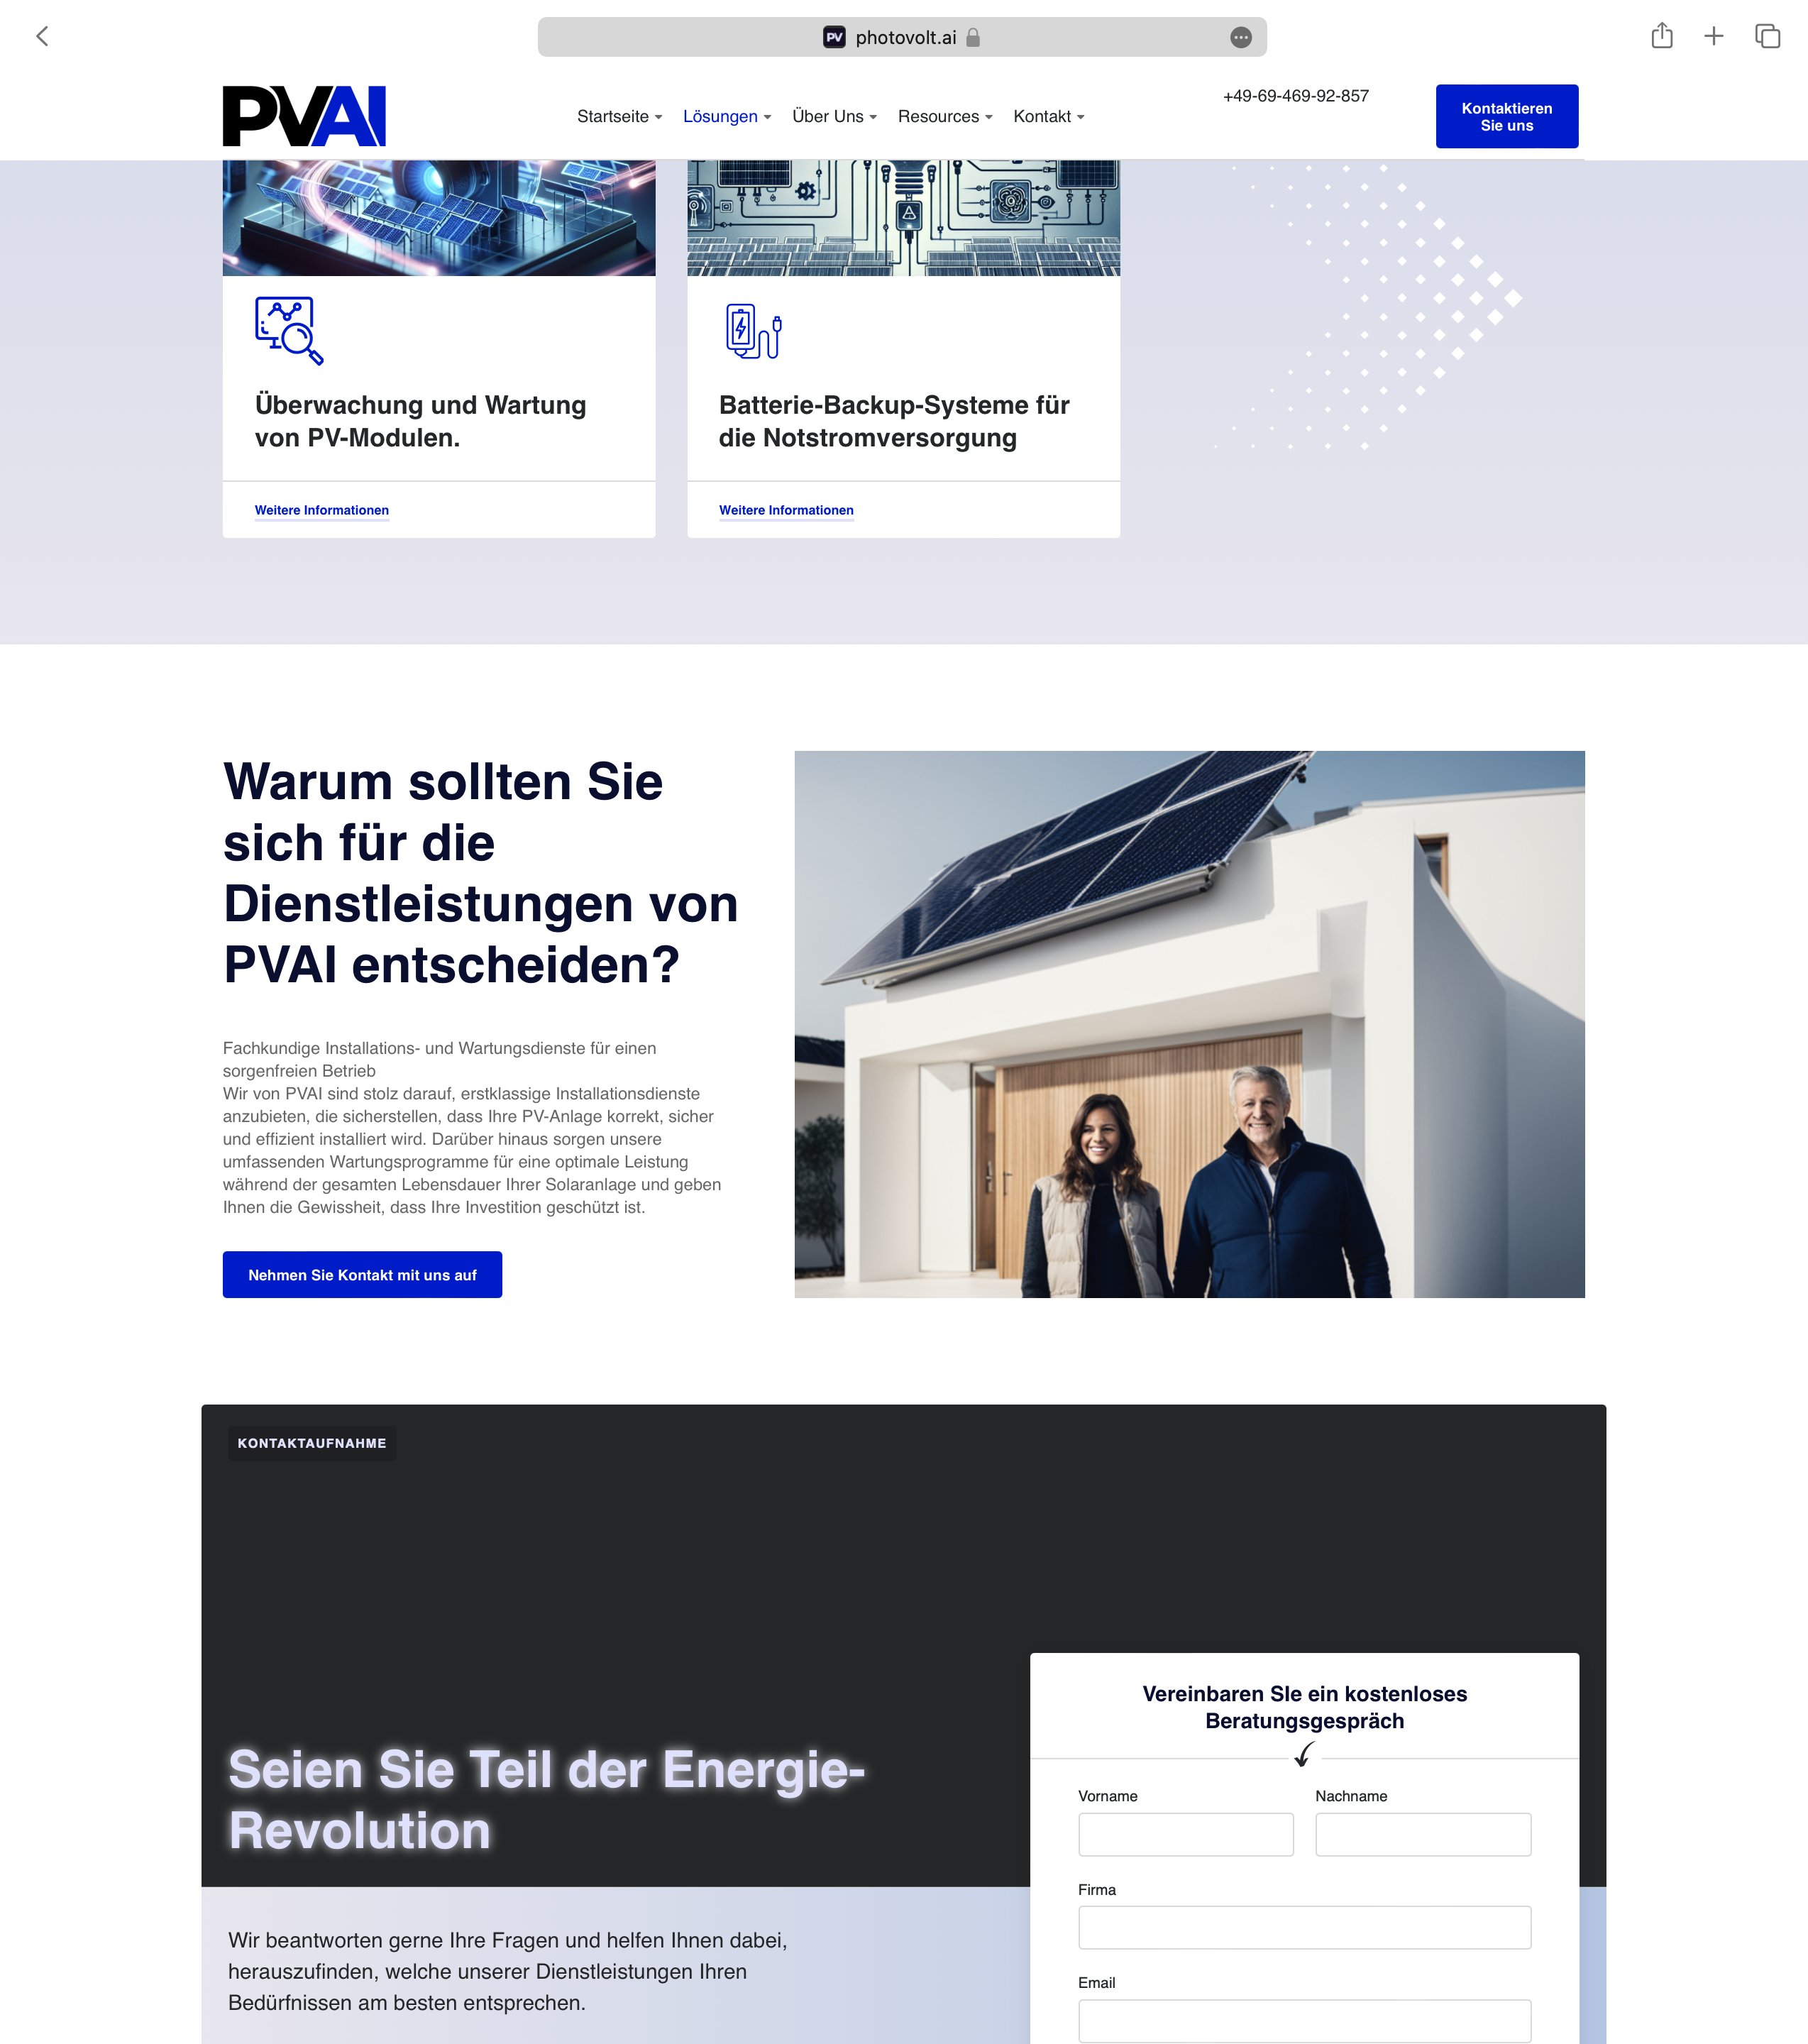 PV photovolt.ai
PVAI
Startseite
Lösungen
Über Uns
Resources
Kontakt
+49-69-469-92-857
Kontaktieren
Sie uns
Überwachung und Wartung
von PV-Modulen.
Weitere Informationen
Batterie-Backup-Systeme für
die Notstromversorgung
Weitere Informationen
Warum sollten Sie
sich für die
Dienstleistungen von
PVAI entscheiden?
Fachkundige Installations- und Wartungsdienste für einen
sorgenfreien Betrieb
Wir von PVAI sind stolz darauf, erstklassige Installationsdienste
anzubieten, die sicherstellen, dass Ihre PV-Anlage korrekt, sicher
und effizient installiert wird. Darüber hinaus sorgen unsere
umfassenden Wartungsprogramme für eine optimale Leistung
während der gesamten Lebensdauer Ihrer Solaranlage und geben
Ihnen die Gewissheit, dass Ihre Investition geschützt ist.
Nehmen Sie Kontakt mit uns auf
KONTAKTAUFNAHME
Seien Sie Teil der Energie-
Revolution
Wir beantworten gerne Ihre Fragen und helfen Ihnen dabei,
herauszufinden, welche unserer Dienstleistungen Ihren
Bedürfnissen am besten entsprechen.
Vereinbaren SIe ein kostenloses
Beratungsgespräch
Vorname
Nachname
Firma
Email